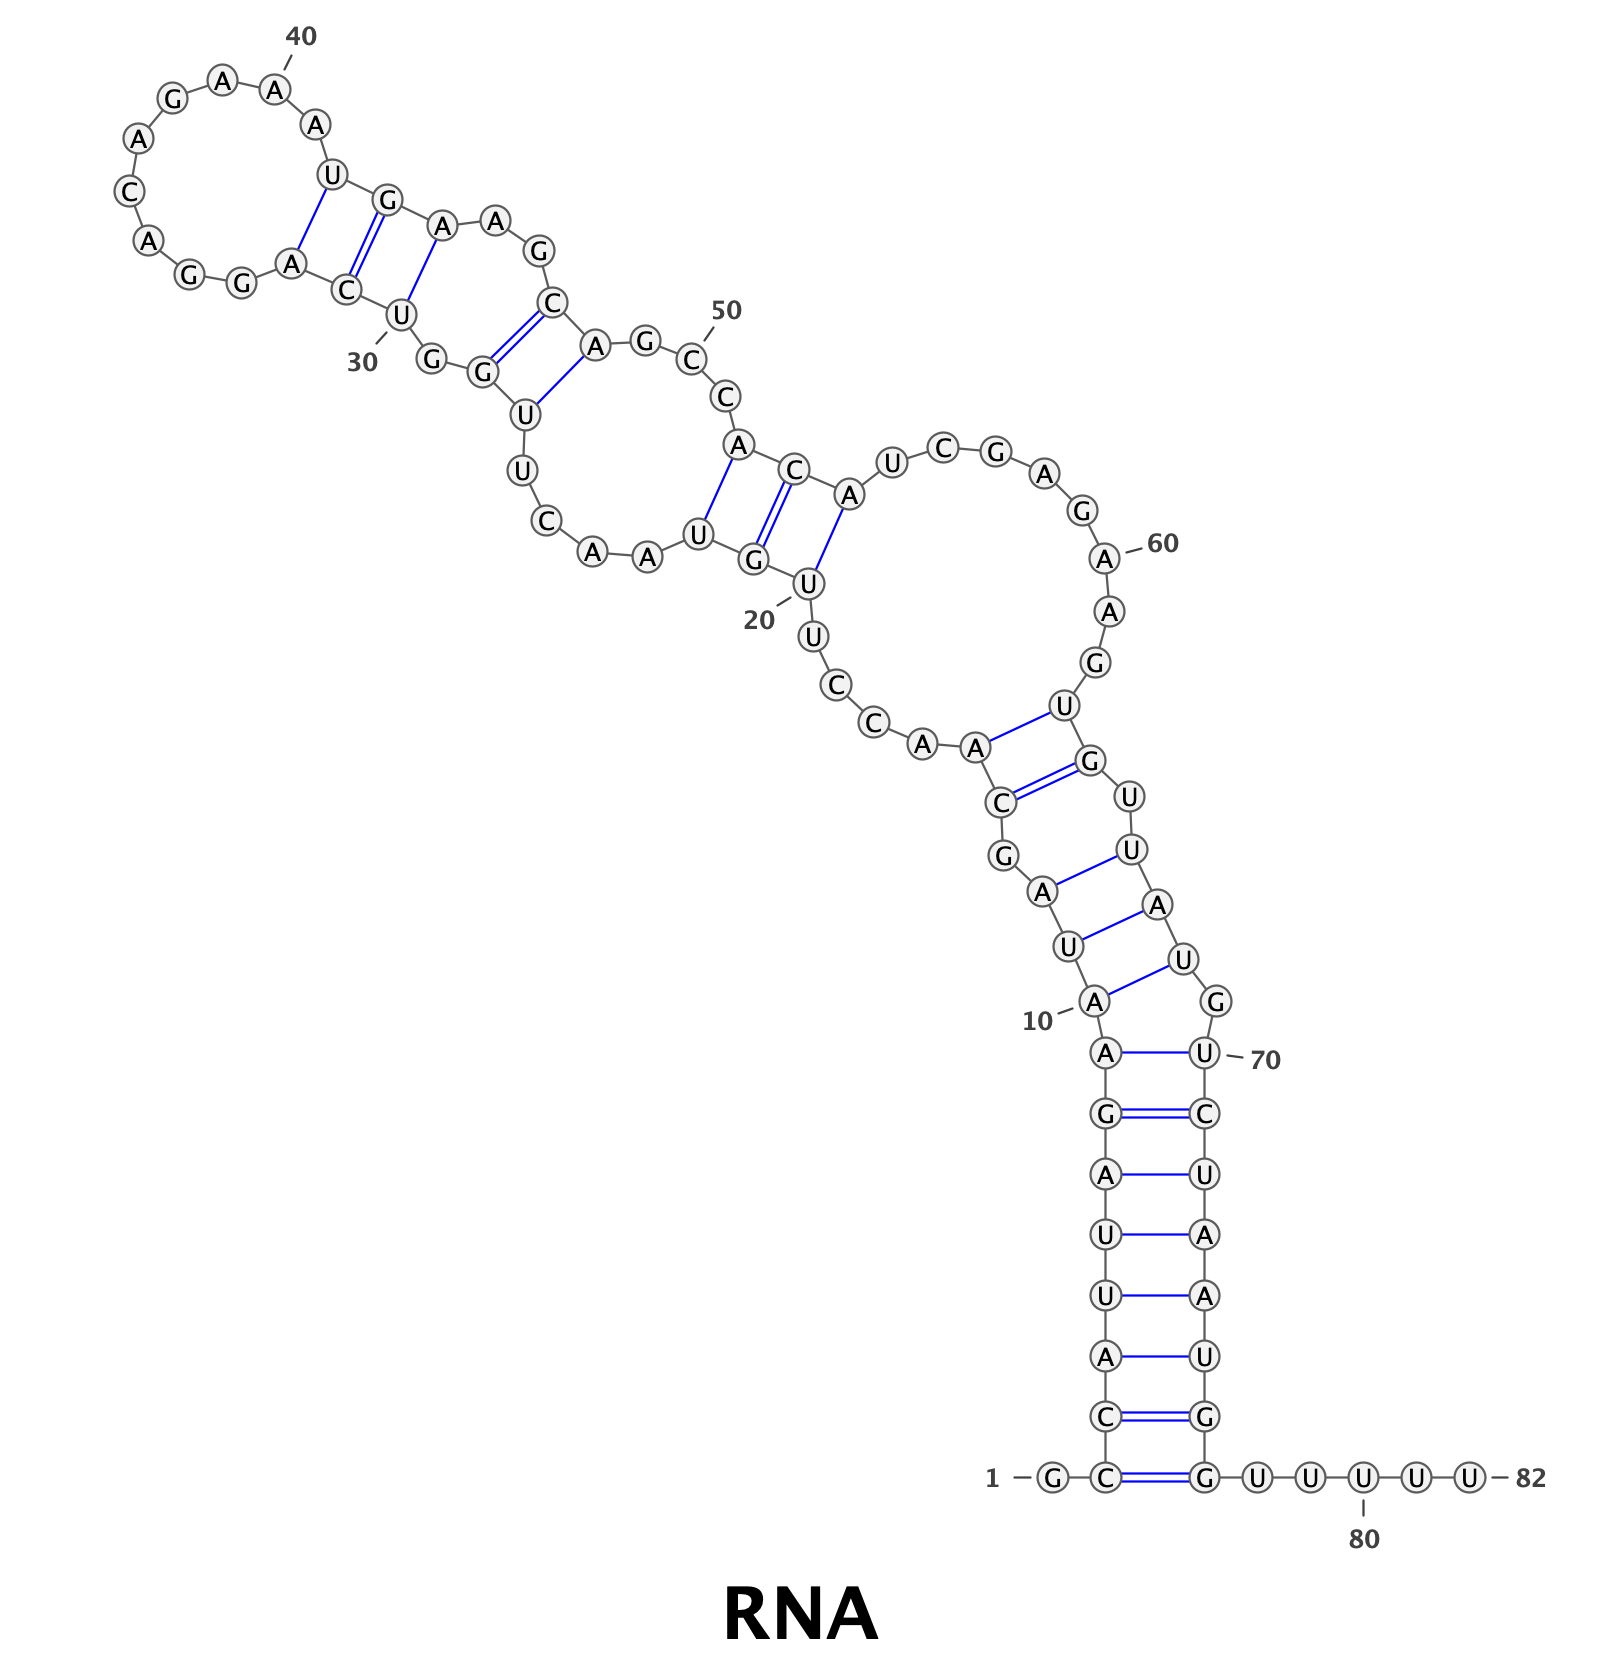 1
G C C A U U A G A A
10
U A G C A A C C U U
20
G U A A C U U G G U
30
C A G G A C A G A A
40
A U G A A G C A G C
50
C A C A U C G A G A
60
A G U G U U A U G U
70
C U A A U G G U U U
80
U U
82
RNA